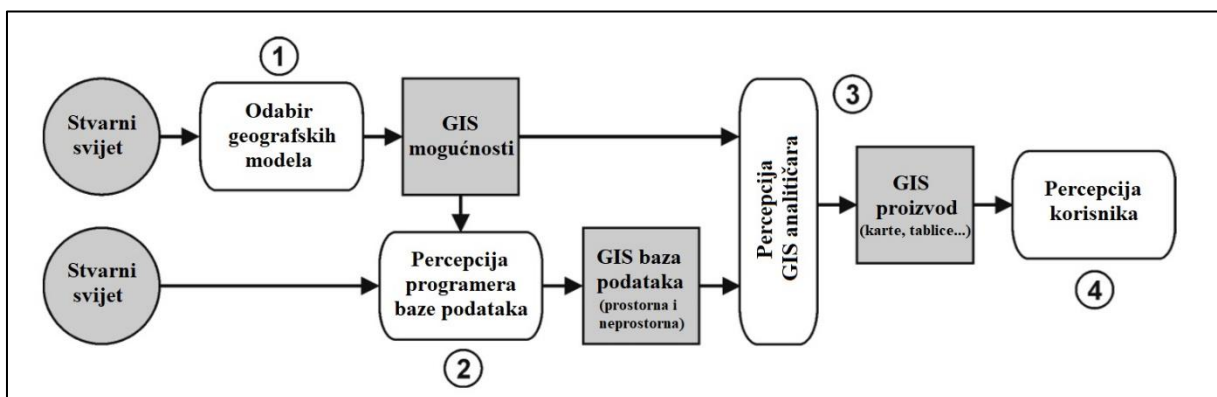 1
Stvarni
svijet
Odabir
geografskih
modela
GIS
mogućnosti
3
Percepcija
GIS analitičara
GIS
proizvod
(karte, tablice...)
Percepcija
korisnika
4
Stvarni
svijet
Percepcija
programera
baze podataka
2
GIS baza
podataka
(prostorna i
neprostorna)